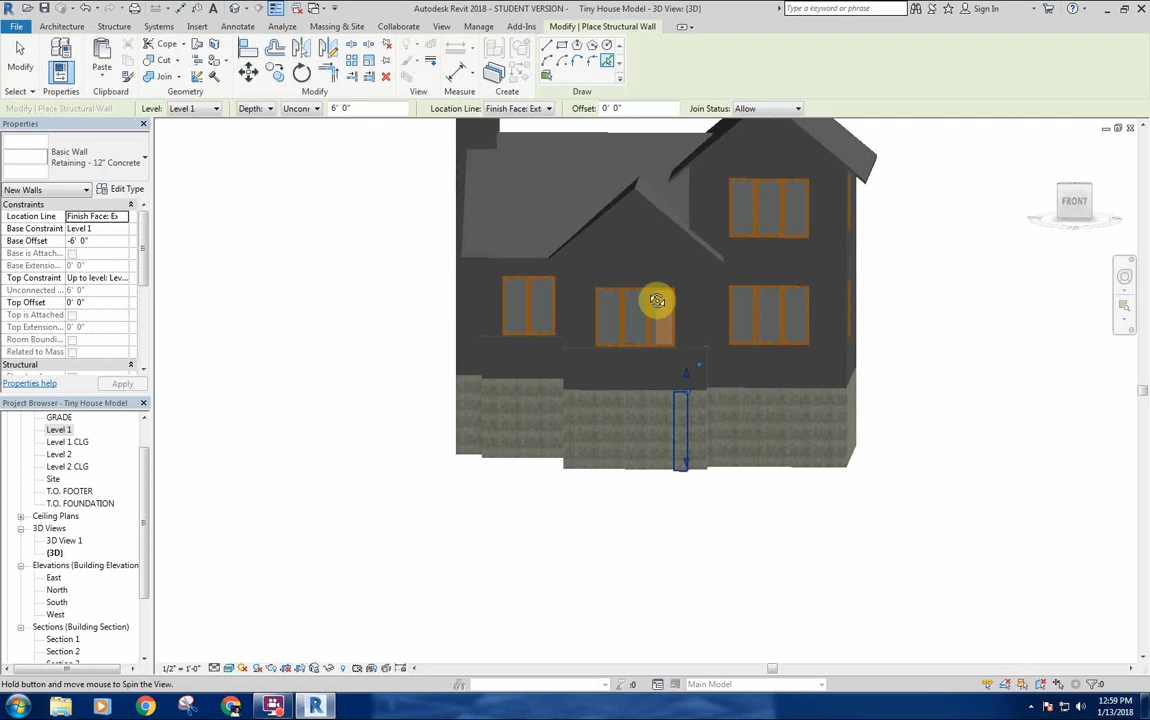 Autodesk Revit 2018 - STUDENT VERSION - Tiny House Model - 3D View: {3D}
Type a keyword or phrase
Sign In
File Architecture Structure Systems Insert Annotate Analyze Massing & Site Collaborate View Manage Add-Ins Modify | Place Structural Wall
Modify
Paste
Cope
Cut
Join
Select Properties Clipboard Geometry Modify View Measure Create Draw
Modify | Place Structural Wall
Level: Level 1 Depth: Unconr 6' 0" Location Line: Finish Face: Ext Offset: 0' 0" Join Status: Allow
Properties
Basic Wall
Retaining - 12" Concrete
New Walls
Edit Type
Constraints
Location Line Finish Face: Ex
Base Constraint Level 1
Base Offset -6' 0"
Base is Attach...
Base Extension... 0' 0"
Top Constraint Up to level: Lev...
Unconnected ... 6' 0"
Top Offset 0' 0"
Top is Attached
Top Extension... 0' 0"
Room Boundin...
Related to Mass
Structural
Properties help
Apply
Project Browser - Tiny House Model
GRADE
Level 1
Level 1 CLG
Level 2
Level 2 CLG
Site
T.O. FOOTER
T.O. FOUNDATION
Ceiling Plans
3D Views
3D View 1
{3D}
Elevations (Building Elevation
East
North
South
West
Sections (Building Section)
Section 1
Section 2
FRONT
1/2" = 1'-0"
Hold button and move mouse to Spin the View.
:0
Main Model
:0
12:59 PM
1/13/2018